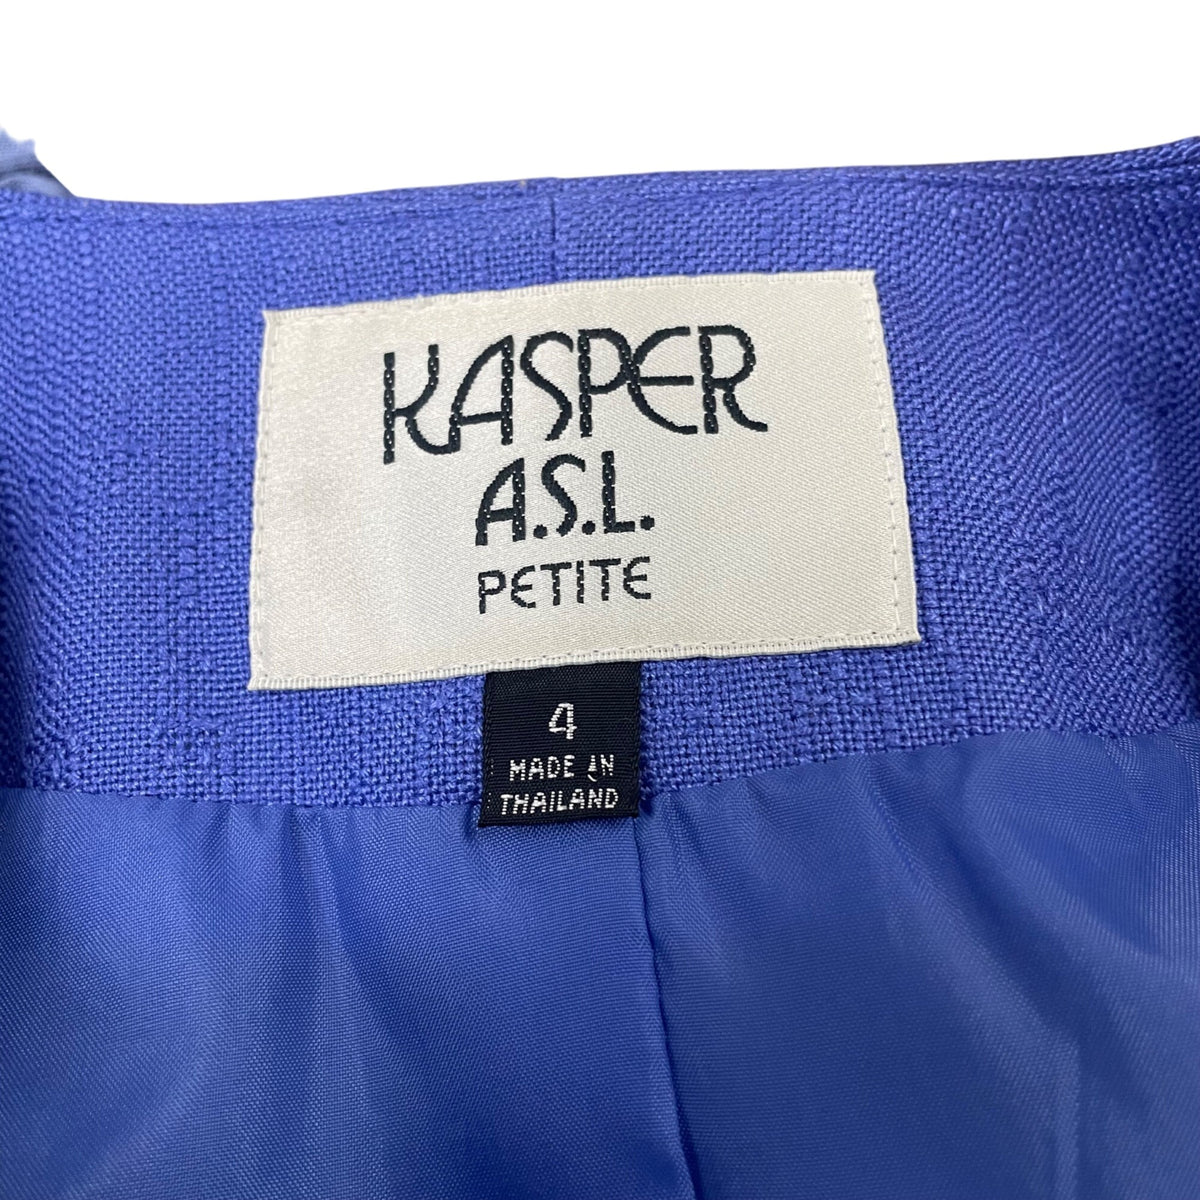 KASPER
A.S.L.
PETITE
4
MADE IN
THAILAND